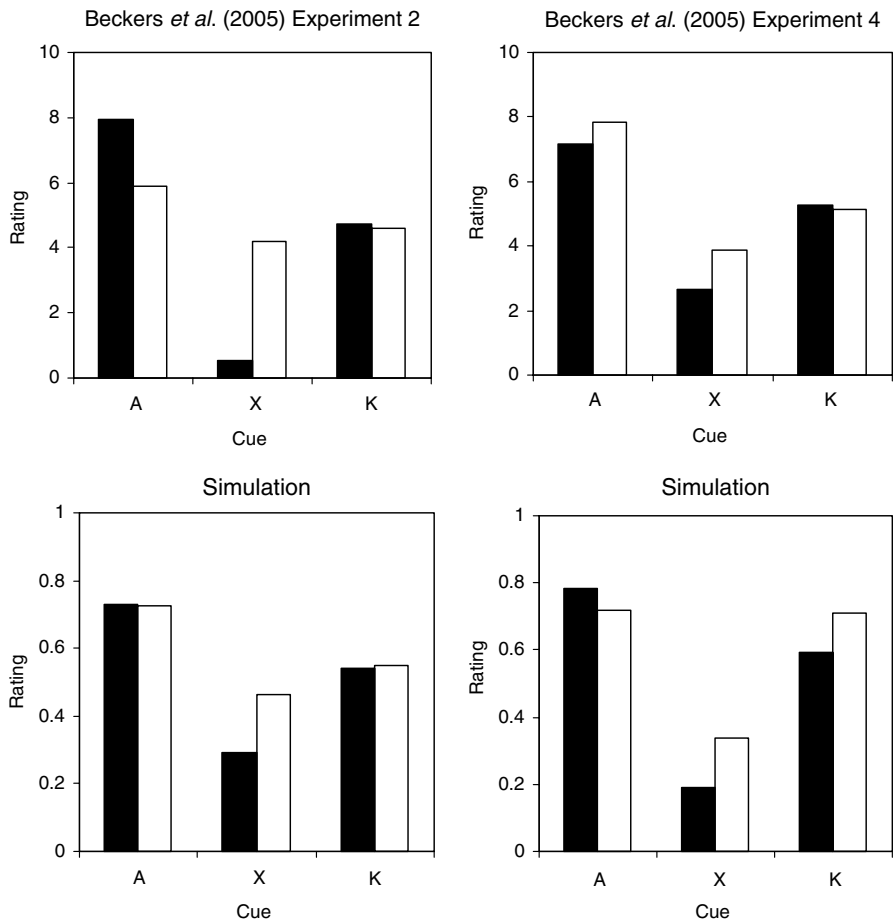 Beckers et al. (2005) Experiment 2
10
8
6
4
2
0
Rating
A X K
Cue
Beckers et al. (2005) Experiment 4
10
8
6
4
2
0
Rating
A X K
Cue
Simulation
1
0.8
0.6
0.4
0.2
0
Rating
A X K
Cue
Simulation
1
0.8
0.6
0.4
0.2
0
Rating
A X K
Cue